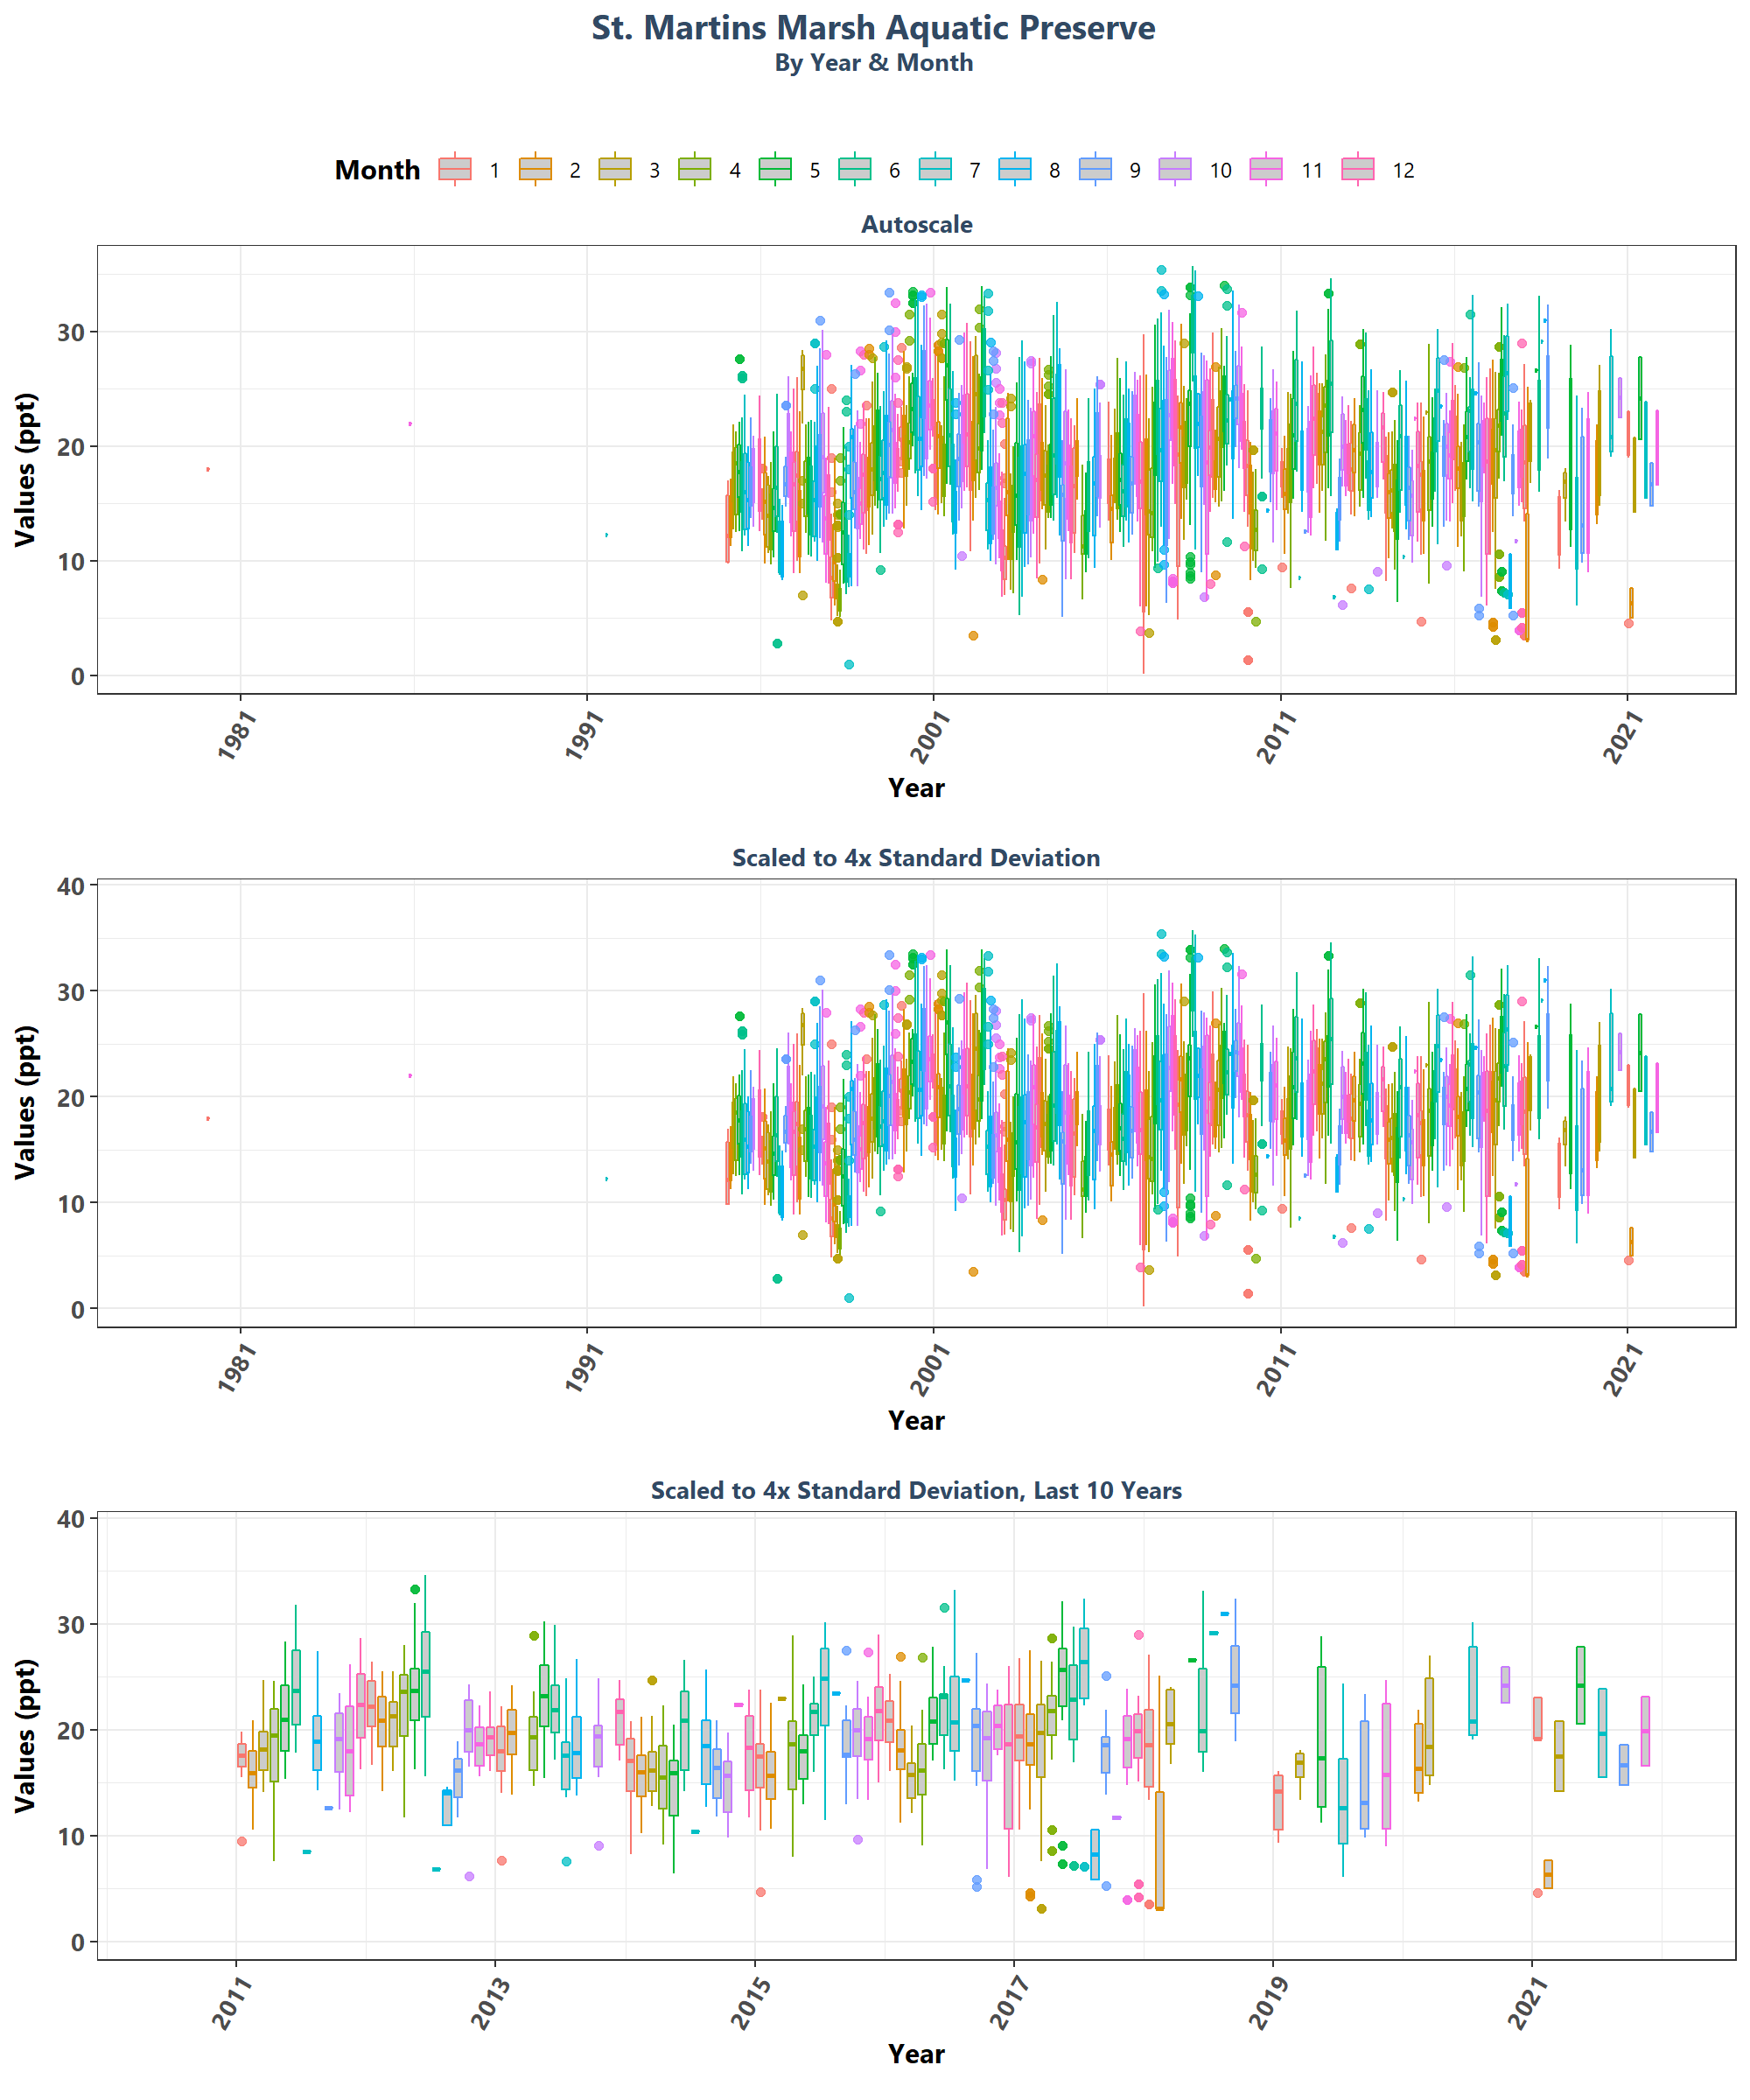 St. Martins Marsh Aquatic Preserve
By Year & Month
Month 1 2 3 4 5 6 7 8 9 10 11 12
Autoscale
Values (ppt)
30
20
10
0
1981 1991 2001 2011 2021
Year
Scaled to 4x Standard Deviation
Values (ppt)
40
30
20
10
0
1981 1991 2001 2011 2021
Year
Scaled to 4x Standard Deviation, Last 10 Years
Values (ppt)
40
30
20
10
0
2011 2013 2015 2017 2019 2021
Year